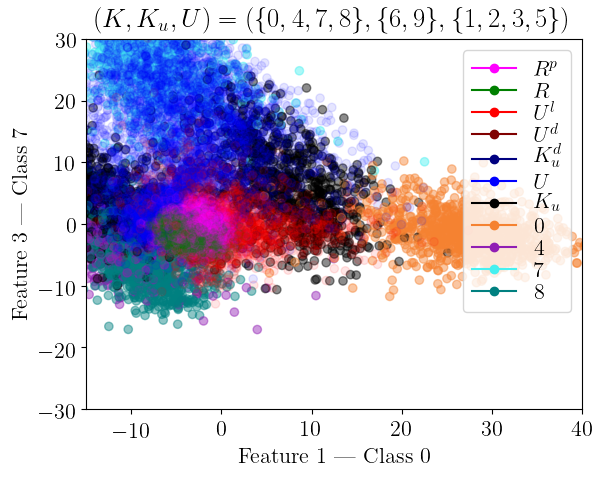 (K, K_u, U) = ({0, 4, 7, 8}, {6, 9}, {1, 2, 3, 5})
30
20
10
0
−10
−20
−30
Feature 3 — Class 7
R^p
R
U^l
U^d
K_u^d
U
K_u
0
4
7
8
−10
0
10
20
30
40
Feature 1 — Class 0